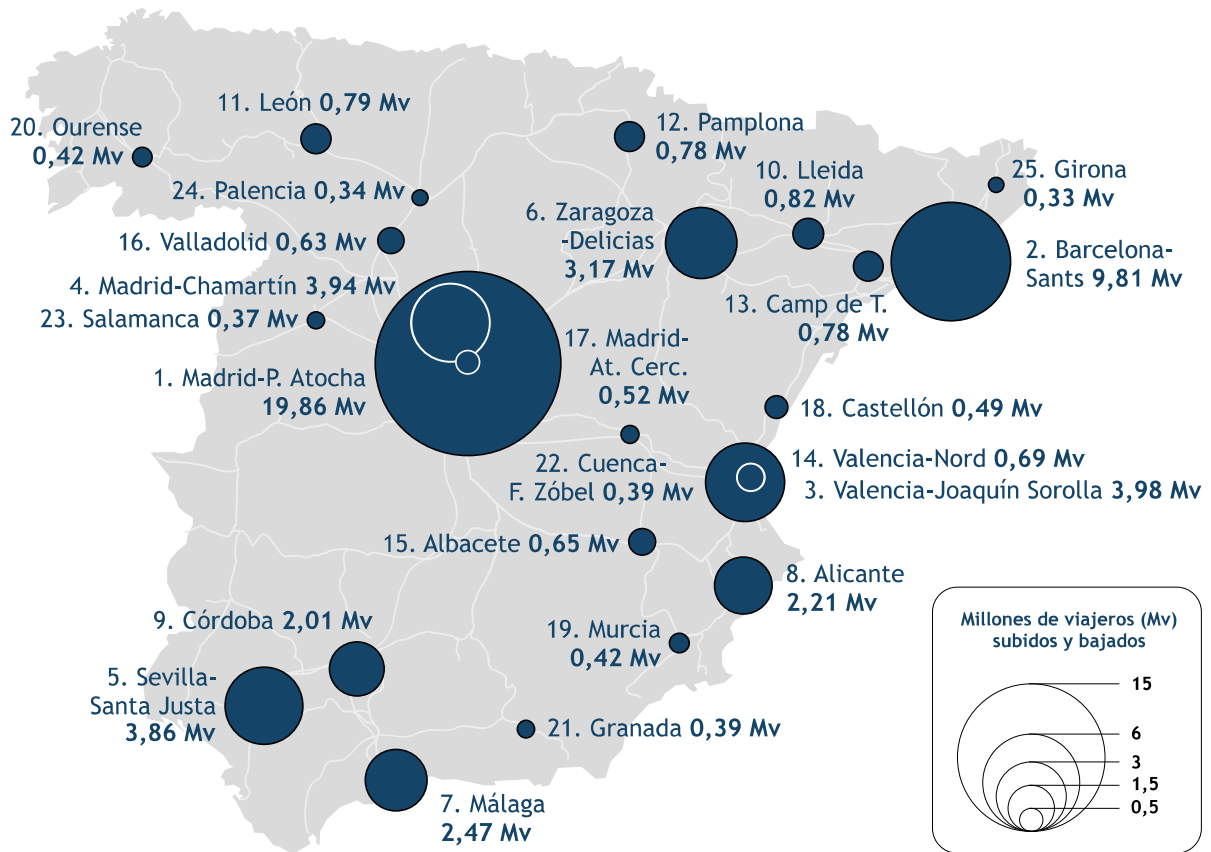 11. León 0,79 Mv
20. Ourense
0,42 Mv
12. Pamplona
0,78 Mv
10. Lleida
0,82 Mv
25. Girona
0,33 Mv
24. Palencia 0,34 Mv
6. Zaragoza
-Delicias
3,17 Mv
16. Valladolid 0,63 Mv
2. Barcelona-
Sants 9,81 Mv
4. Madrid-Chamartín 3,94 Mv
23. Salamanca 0,37 Mv
13. Camp de T.
0,78 Mv
17. Madrid-
At. Cerc.
0,52 Mv
1. Madrid-P. Atocha
19,86 Mv
18. Castellón 0,49 Mv
22. Cuenca-
F. Zóbel 0,39 Mv
14. Valencia-Nord 0,69 Mv
3. Valencia-Joaquín Sorolla 3,98 Mv
15. Albacete 0,65 Mv
8. Alicante
2,21 Mv
9. Córdoba 2,01 Mv
19. Murcia
0,42 Mv
5. Sevilla-
Santa Justa
3,86 Mv
21. Granada 0,39 Mv
7. Málaga
2,47 Mv
Millones de viajeros (Mv)
subidos y bajados
15
6
3
1,5
0,5